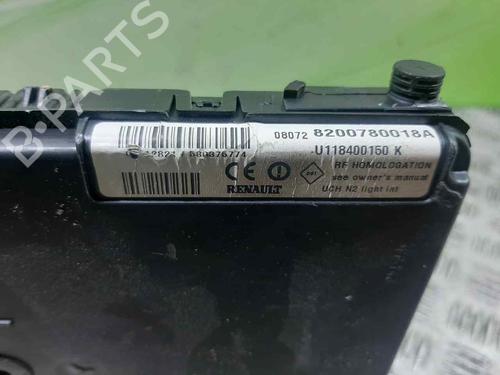 B-PARTS
08072 8200780018A
U118400150 K
RF HOMOLOGATION
see owner's manual
RENAULT
UCH N2 light int